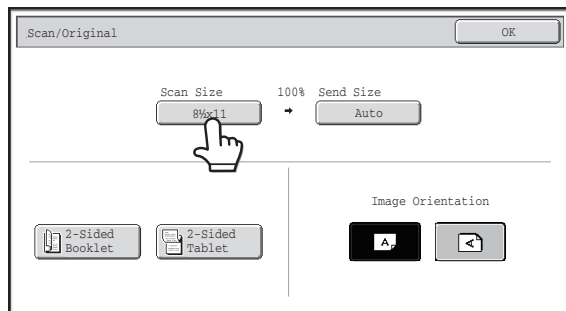 Scan/Original
OK
Scan Size
100%
Send Size
8½x11
Auto
Image Orientation
2-Sided
Booklet
2-Sided
Tablet
A
A